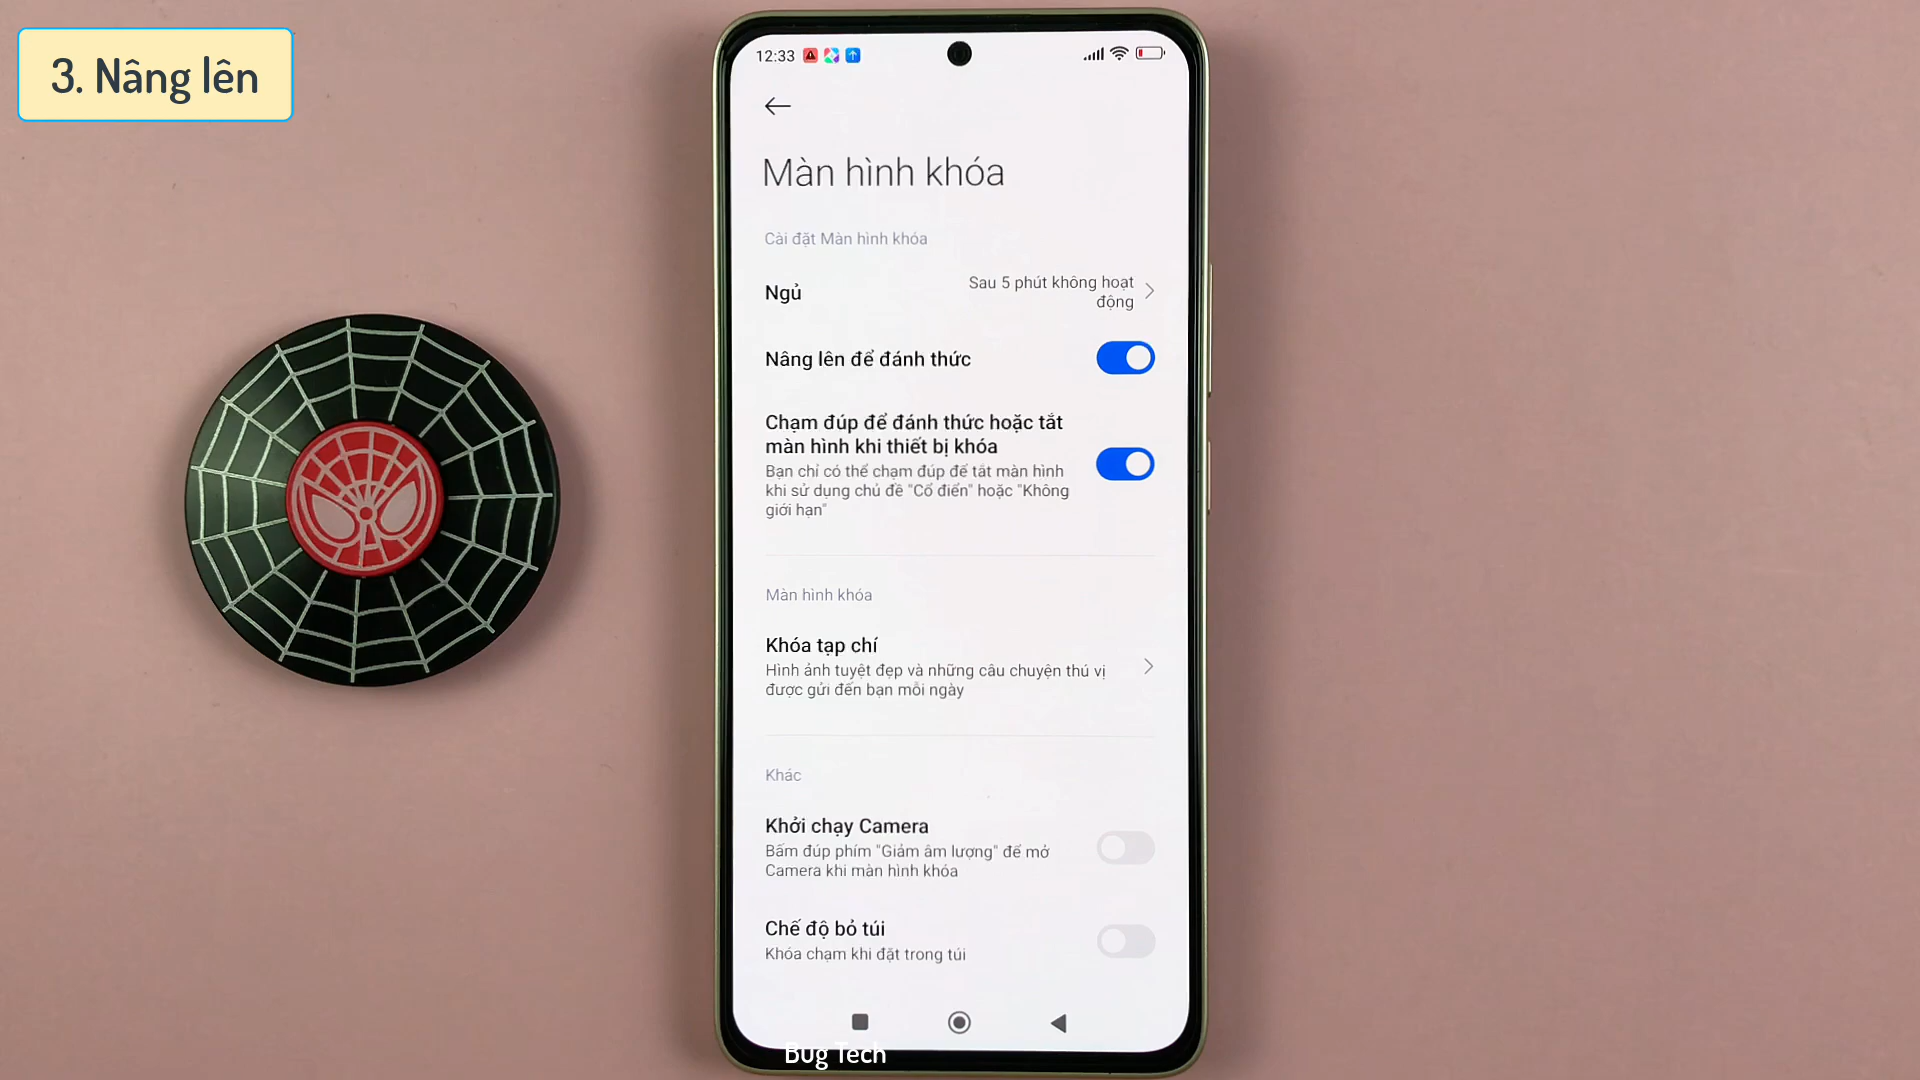 3. Nâng lên
12:33
Màn hình khóa
Cài đặt Màn hình khóa
Ngủ
Sau 5 phút không hoạt
động
Nâng lên để đánh thức
Chạm đúp để đánh thức hoặc tắt
màn hình khi thiết bị khóa
Bạn chỉ có thể chạm đúp để tắt màn hình
khi sử dụng chủ đề "Cổ điển" hoặc "Không
giới hạn"
Màn hình khóa
Khóa tạp chí
Hình ảnh tuyệt đẹp và những câu chuyện thú vị
được gửi đến bạn mỗi ngày
Khác
Khởi chạy Camera
Bấm đúp phím "Giảm âm lượng" để mở
Camera khi màn hình khóa
Chế độ bỏ túi
Khóa chạm khi đặt trong túi
Bug Tech